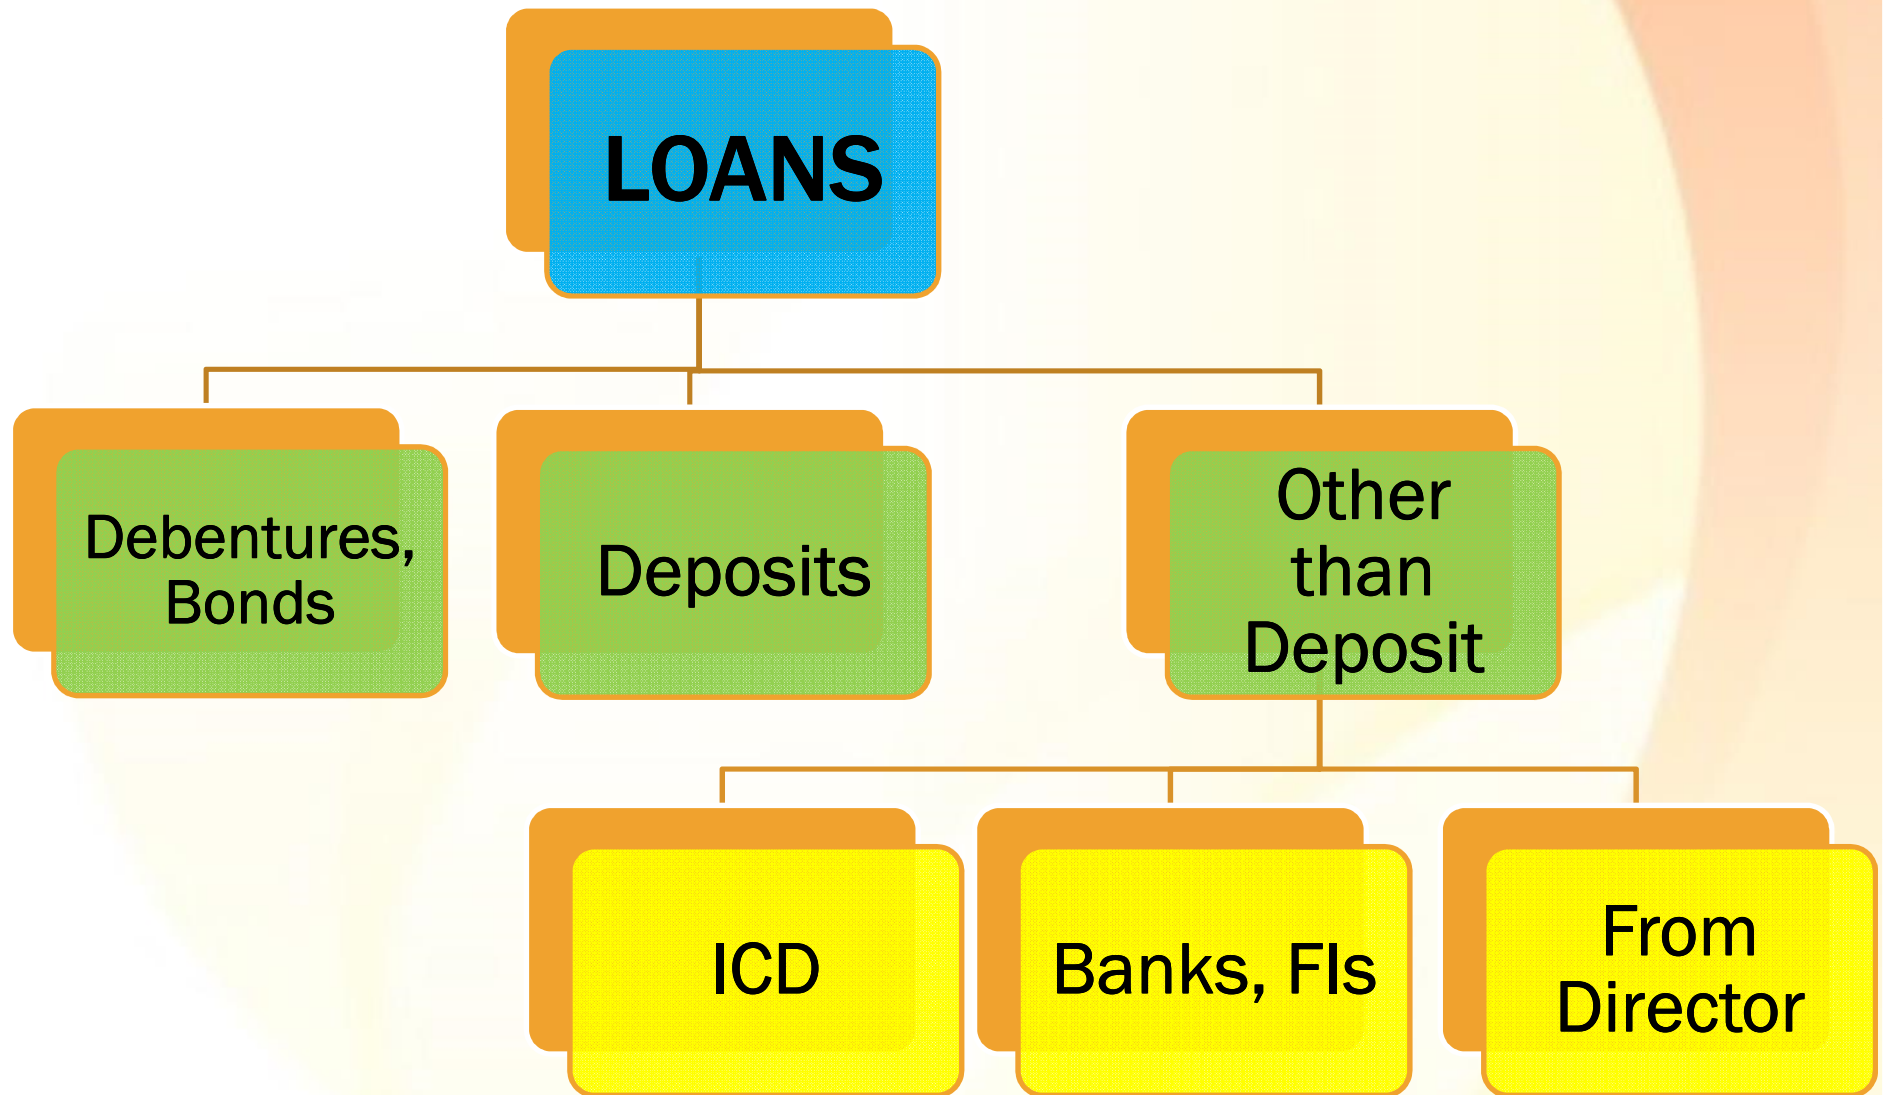 LOANS
Debentures,
Bonds
Deposits
Other
than
Deposit
ICD
Banks, FIs
From
Director